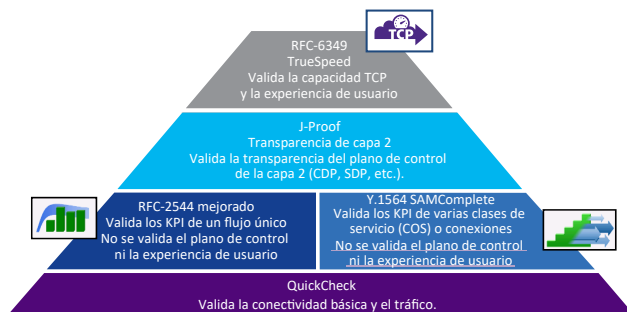 TCP
RFC-6349
TrueSpeed
Valida la capacidad TCP
y la experiencia de usuario
J-Proof
Transparencia de capa 2
Valida la transparencia del plano de control
de la capa 2 (CDP, SDP, etc.).
RFC-2544 mejorado
Valida los KPI de un flujo único
No se valida el plano de control
ni la experiencia de usuario
Y.1564 SAMComplete
Valida los KPI de varias clases de
servicio (COS) o conexiones
No se valida el plano de control
ni la experiencia de usuario
QuickCheck
Valida la conectividad básica y el tráfico.